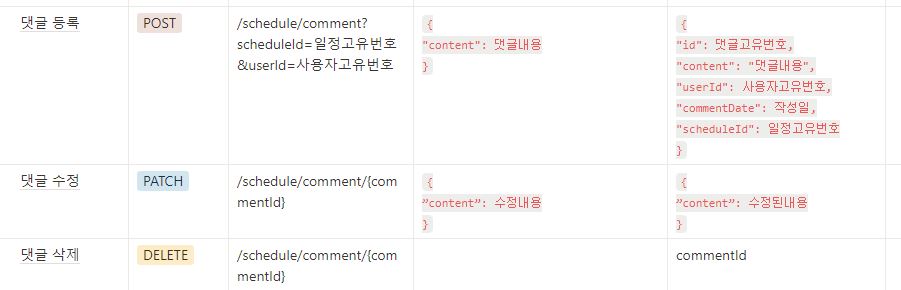 댓글 등록
POST
/schedule/comment?
scheduleId=일정고유번호
&userId=사용자고유번호
{
"content": 댓글내용
}
{
"id": 댓글고유번호,
"content": "댓글내용",
"userId": 사용자고유번호,
"commentDate": 작성일,
"scheduleId": 일정고유번호
}
댓글 수정
PATCH
/schedule/comment/{com
mentId}
{
”content”: 수정내용
}
{
”content”: 수정된내용
}
댓글 삭제
DELETE
/schedule/comment/{com
mentId}
commentId